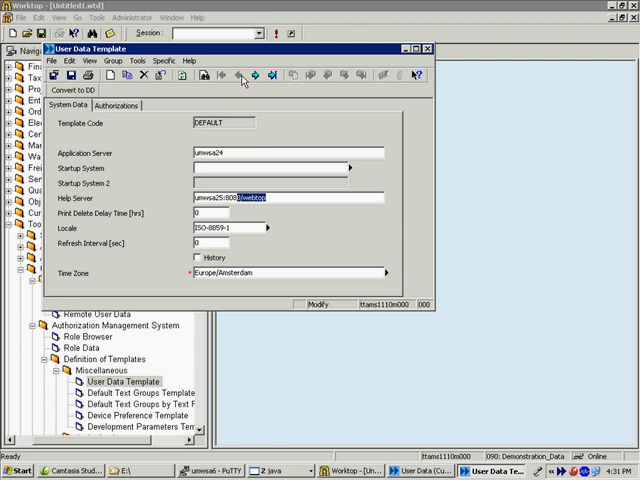 Worktop - [Untitled1.wtd]
File Edit View Tools Administrator Window Help
Session:
Naviga
User Data Template
File Edit View Group Tools Specific Help
Convert to DD
System Data Authorizations
Template Code DEFAULT
Application Server umwsa24
Startup System
Startup System 2
Help Server umwsa25:8080/webtop
Print Delete Delay Time [hrs] 0
Locale ISO-8859-1
Refresh Interval [sec] 0
History
* Time Zone Europe/Amsterdam
Modify ttams1110m000 000
Remote User Data
Authorization Management System
Role Browser
Role Data
Definition of Templates
Miscellaneous
User Data Template
Default Text Groups Template
Default Text Groups by Text F
Device Preference Template
Development Parameters Tem
Ready ttams1110m000 090: Demonstration_Data Online
Start Camtasia Stud... E:\ umwsa6 - PuTTY 2 java Worktop - [Un... User Data (Cu... User Data Te... 4:31 PM